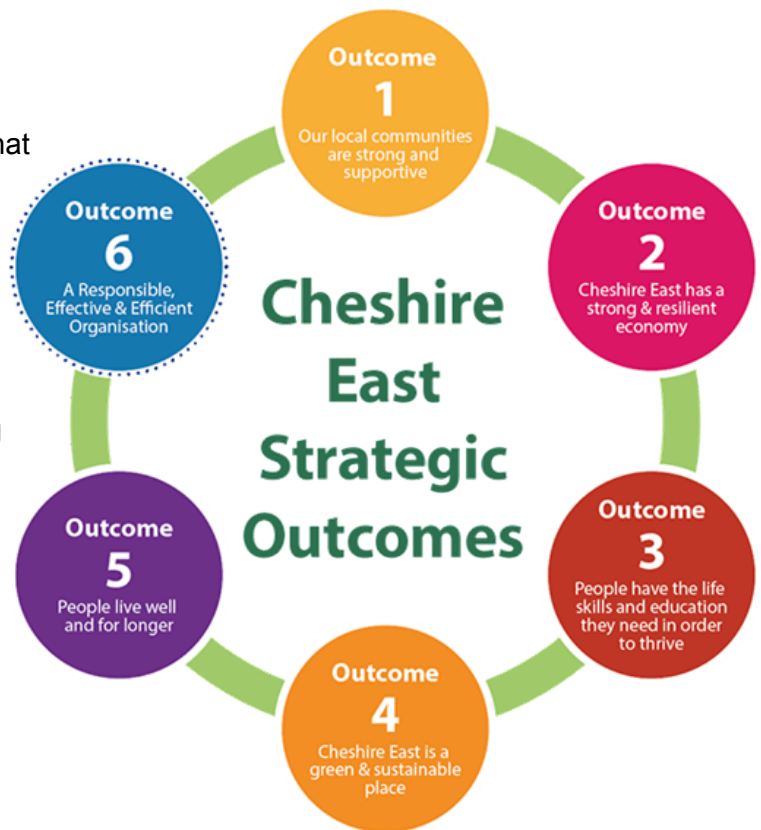 Outcome
1
Our local communities
are strong and
supportive
Outcome
2
Cheshire East has a
strong & resilient
economy
Outcome
3
People have the life
skills and education
they need in order
to thrive
Outcome
4
Cheshire East is a
green & sustainable
place
Outcome
5
People live well
and for longer
Outcome
6
A Responsible,
Effective & Efficient
Organisation
Cheshire
East
Strategic
Outcomes